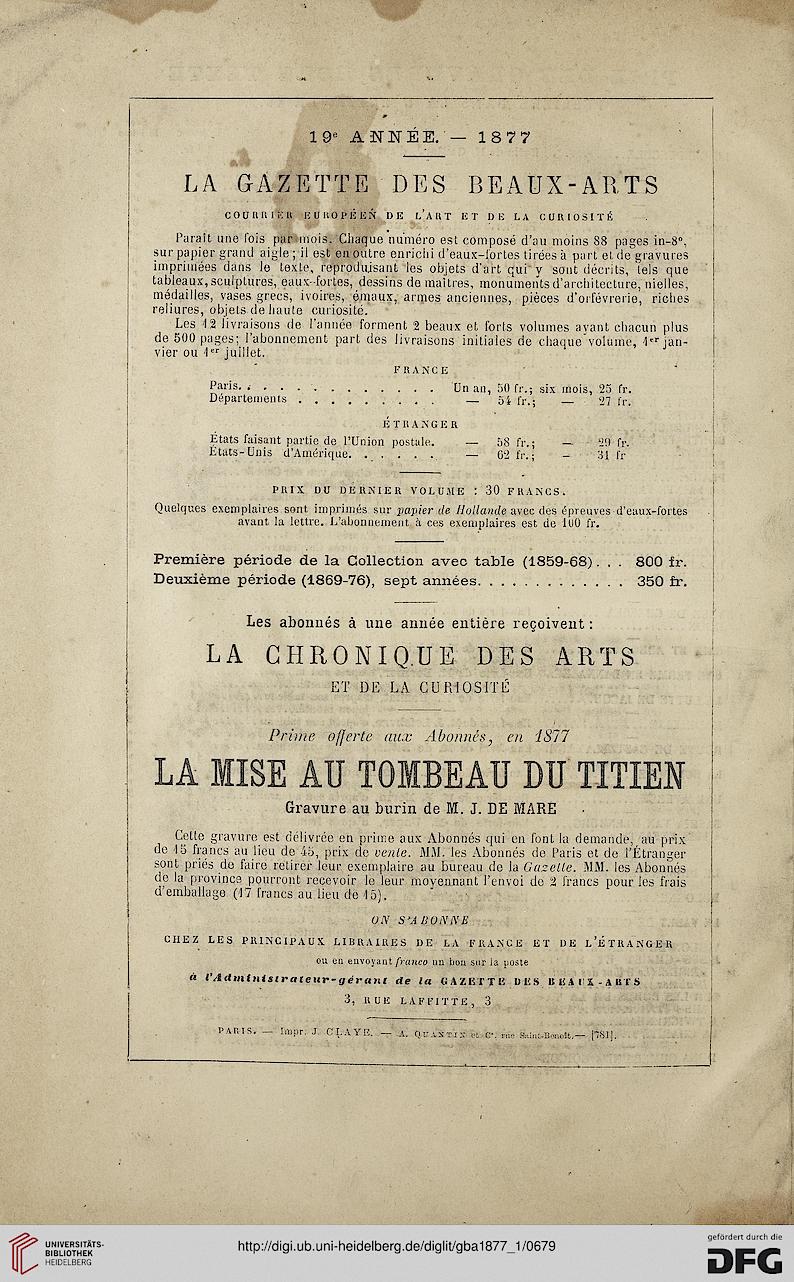 19e ANNÉE. — 1877
LA GAZETTE DES BEAUX-ARTS
COURRIER EUROPÉEN DE L'ART ET DE LA CURIOSITÉ
Paraît une fois par mois. Chaque numéro est composé d'au moins 88 pages in-8°,
sur papier grand aigle; il est en outre enrichi d'eaux-fortes tirées à part et de gravures
imprimées dans le texte, reproduisant les objets d'art qui y sont décrits, tels que
tableaux, sculptures, eaux-fortes, dessins de maîtres, monuments d'architecture, nielles,
médailles, vases grecs, ivoires, émaux, armes anciennes, pièces d'orfévrerie, riches
reliures, objets de haute curiosité.
Les 12 livraisons de l'année forment 2 beaux et forts volumes ayant chacun plus
de 500 pages; l'abonnement part des livraisons initiales de chaque volume, 1er jan-
vier ou 1er juillet.
FRANCE
Paris. . . . . . . . . . . . . Un an, 50 fr.; six mois, 25 fr.
Départements . . . . . . . . . — 54 fr.; — 27 fr.
ÉTRANGER
États faisant partie de l'Union postale. — 58 fr.; — 29 fr.
États-Unis d'Amérique. . . . . . — 62 fr.; — 31 fr
PRIX DU DERNIER VOLUME : 30 FRANCS.
Quelques exemplaires sont imprimés sur papier de Hollande avec des épreuves d'eaux-fortes
avant la lettre. L'abonnement à ces exemplaires est de 100 fr.
Première période de la Collection avec table (1859-68). . . 800 fr.
Deuxième période (1869-76), sept années. . . . . . . . . . . . . 350 fr.
Les abonnés à une année entière reçoivent :
LA CHRONIQUE DES ARTS
ET DE LA CURIOSITÉ
Prime offerte aux Abonnés, en 1877
LA MISE AU TOMBEAU DU TITIEN
Gravure au burin de M. J. DE MARE
Cette gravure est délivrée en prime aux Abonnés qui en font la demande, au prix
de 15 francs au lieu de 45, prix de vente. MM. les Abonnés de Paris et de l'Étranger
sont priés de faire retirer leur exemplaire au bureau de la Gazette. MM. les Abonnés
de la province pourront recevoir le leur moyennant l'envoi de 2 francs pour les frais
d'emballage (17 francs au lieu de 15).
ON S'ABONNE
CHEZ LES PRINCIPAUX LIBRAIRES DE LA FRANCE ET DE L'ÉTRANGER
ou en envoyant franco un bon sur la poste
à l'Administrateur-gérant de la GAZETTE DES BEAUX-ARTS
3, RUE LAFFITTE, 3
PARIS. — Impr. J. CLAYE. — A. QUANTIN et Ce, rue Saint-Benoît. — [781].
UNIVERSITÄTS-
BIBLIOTHEK
HEIDELBERG
http://digi.ub.uni-heidelberg.de/diglit/gba1877_1/0679
gefördert durch die
DFG